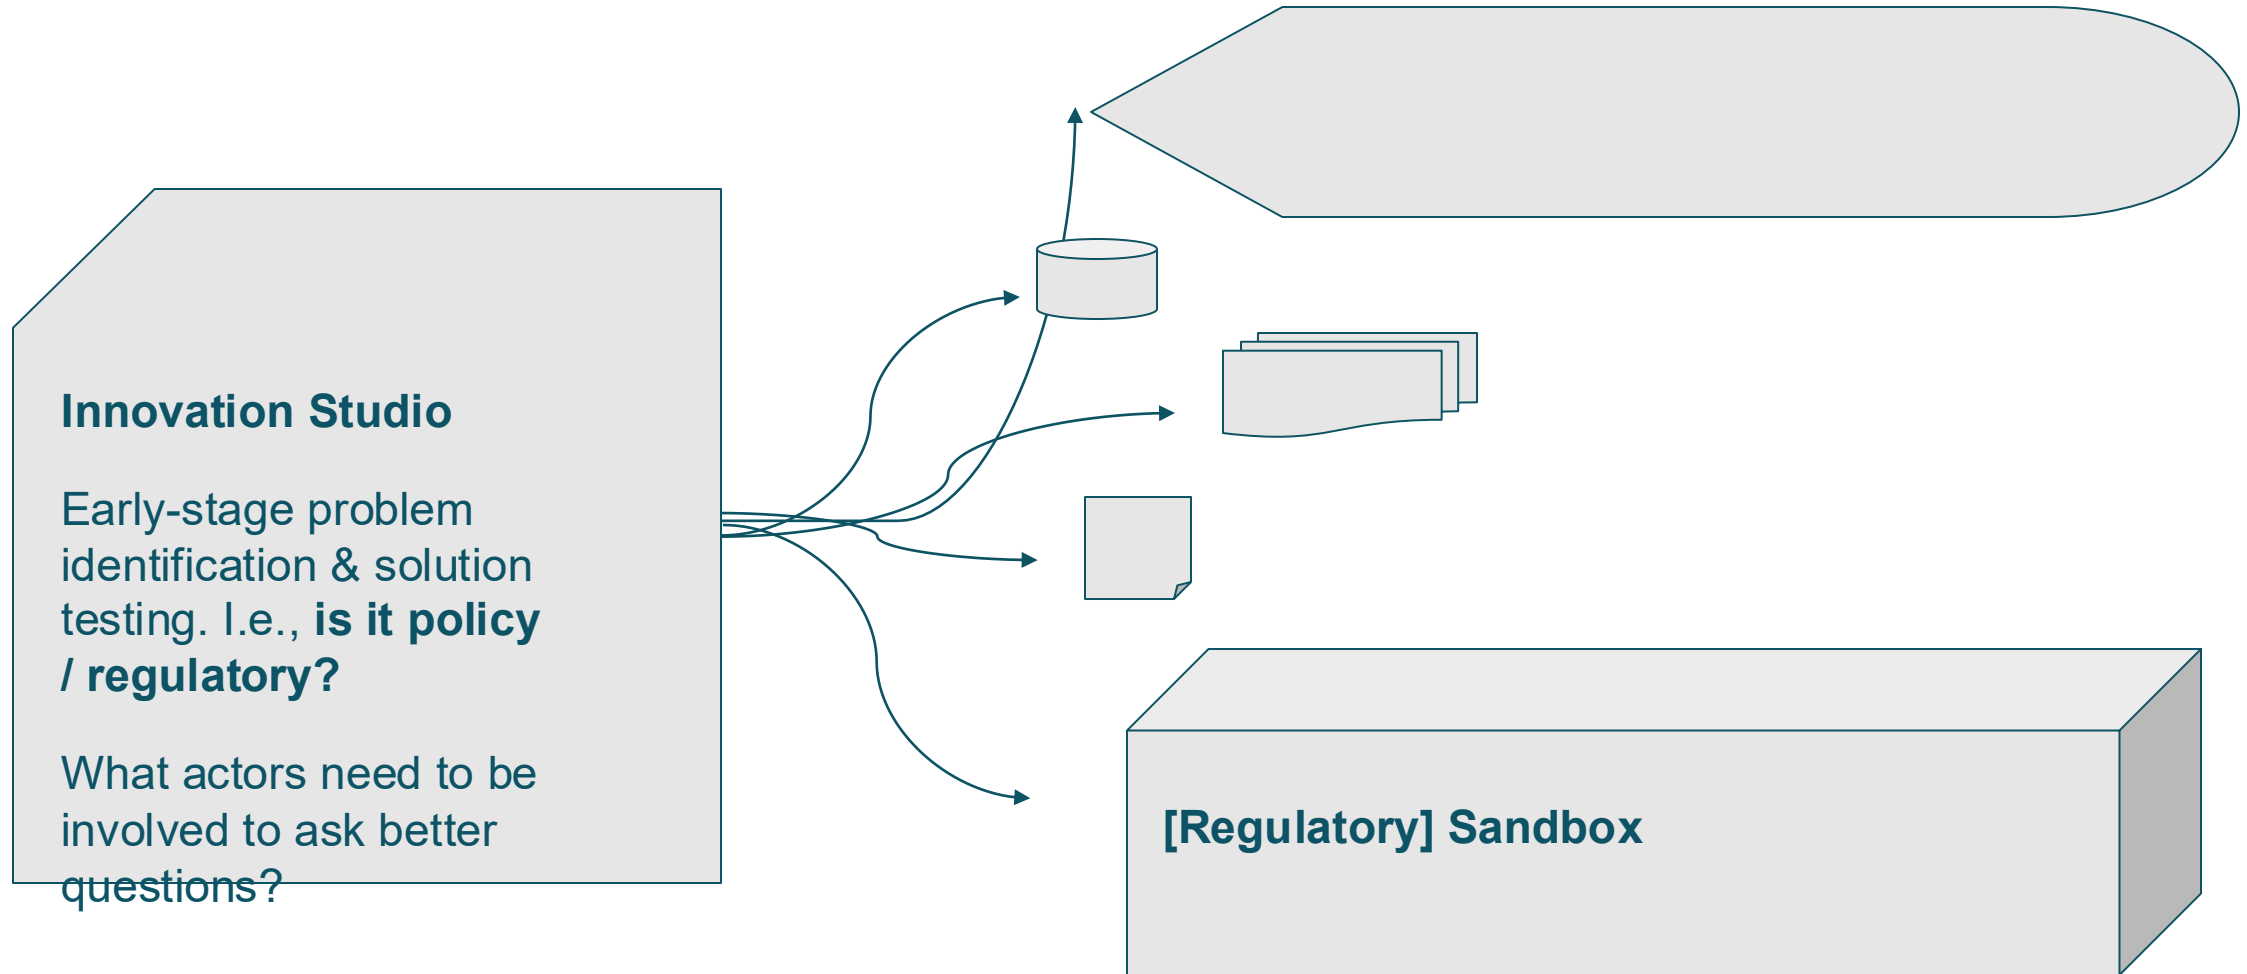 Innovation Studio
Early-stage problem
identification & solution
testing. I.e., is it policy
/ regulatory?
What actors need to be
involved to ask better
questions?
[Regulatory] Sandbox